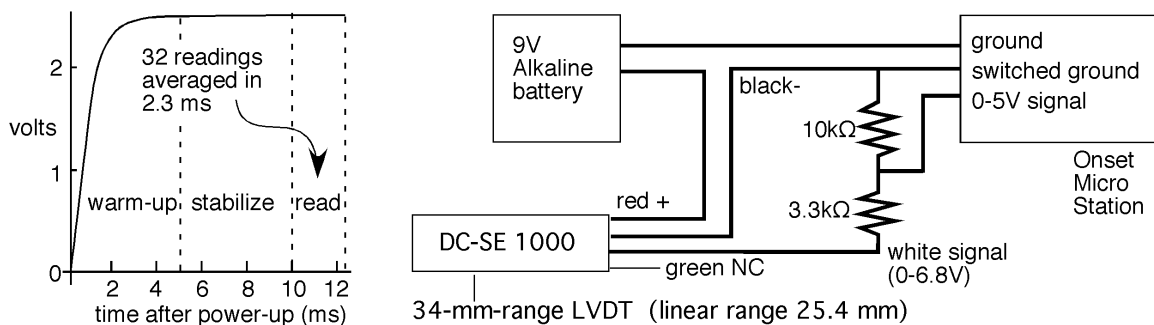 2
1
0
volts
32 readings
averaged in
2.3 ms
warm-up
stabilize
read
2 4 6 8 10 12
time after power-up (ms)
9V
Alkaline
battery
ground
switched ground
0-5V signal
black-
10kΩ
Onset
Micro
Station
red +
3.3kΩ
DC-SE 1000
white signal
(0-6.8V)
green NC
34-mm-range LVDT (linear range 25.4 mm)